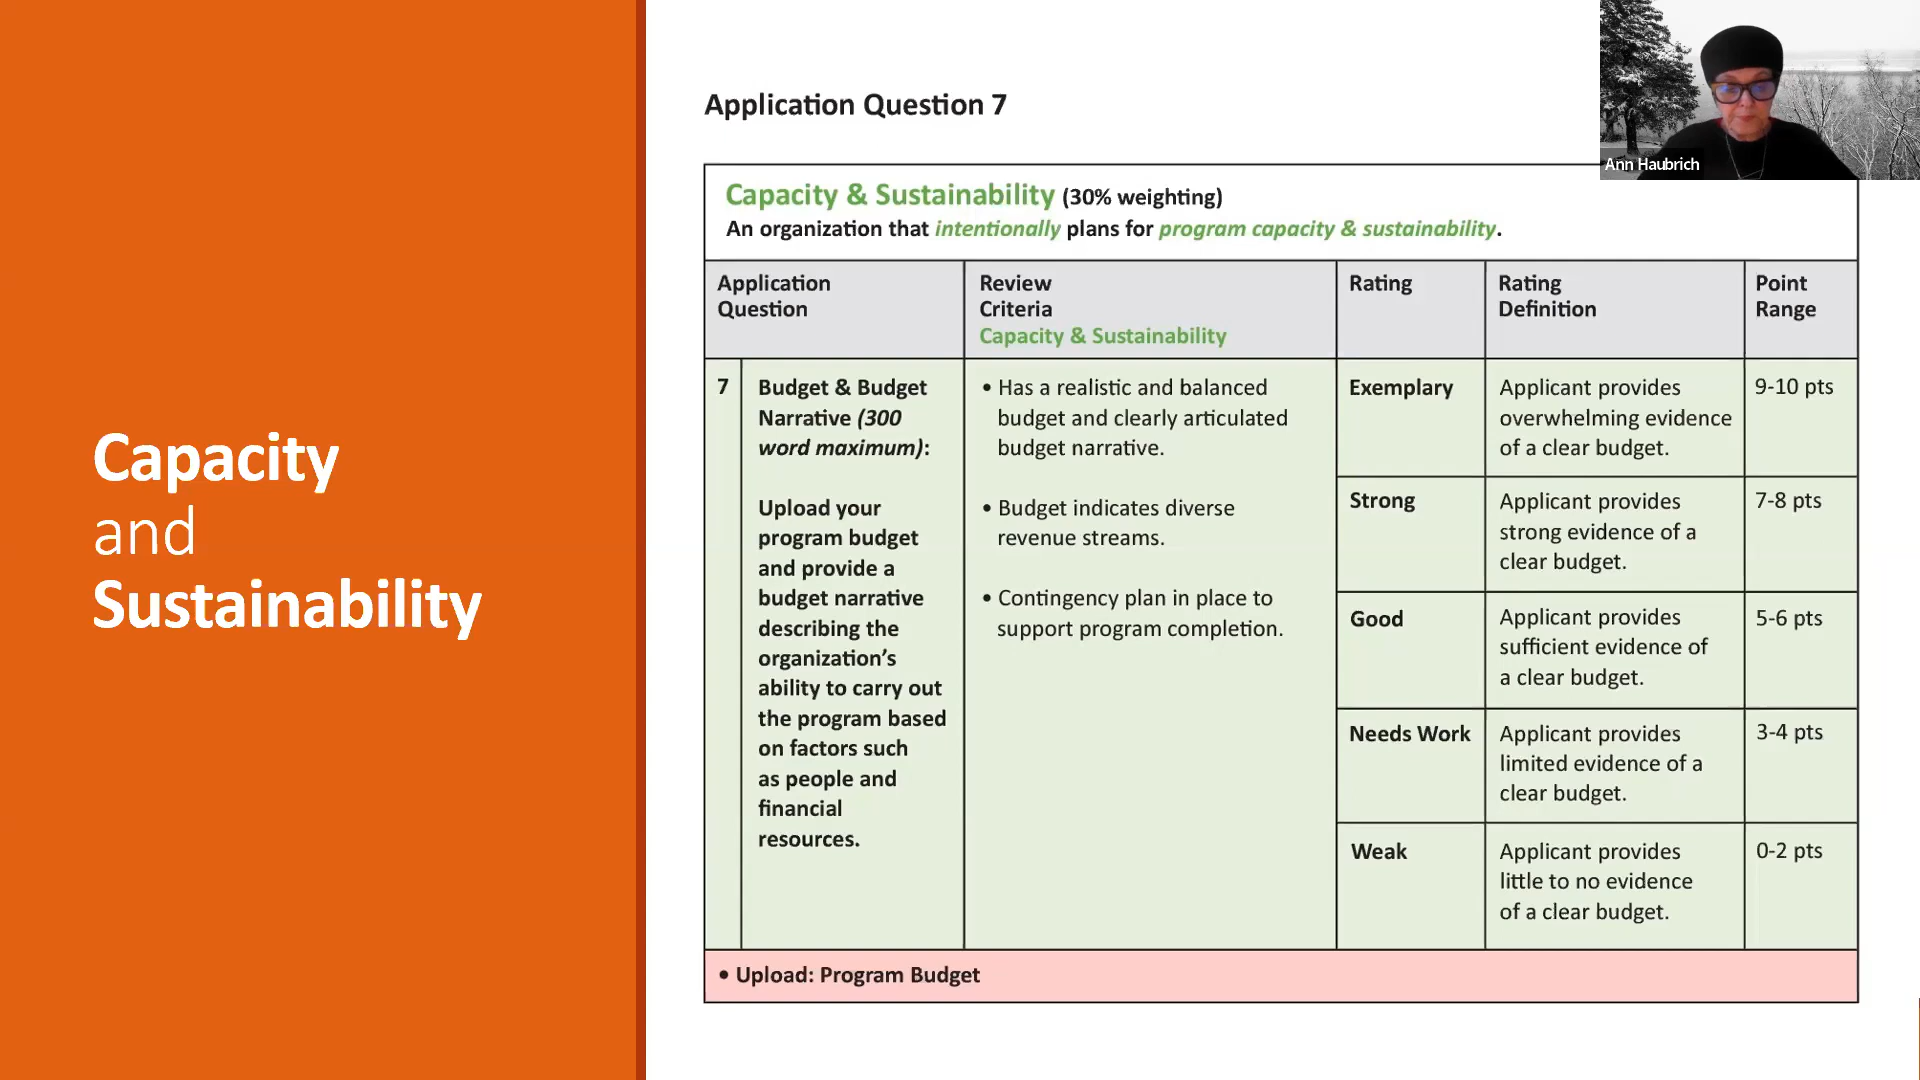 Capacity
and
Sustainability
Application Question 7
Ann Haubrich
Capacity & Sustainability (30% weighting)
An organization that intentionally plans for program capacity & sustainability.
Application
Question
Review
Criteria
Capacity & Sustainability
Rating
Rating
Definition
Point
Range
7
Budget & Budget
Narrative (300
word maximum):
Upload your
program budget
and provide a
budget narrative
describing the
organization’s
ability to carry out
the program based
on factors such
as people and
financial
resources.
• Has a realistic and balanced
budget and clearly articulated
budget narrative.
• Budget indicates diverse
revenue streams.
• Contingency plan in place to
support program completion.
Exemplary
Applicant provides
overwhelming evidence
of a clear budget.
9-10 pts
Strong
Applicant provides
strong evidence of a
clear budget.
7-8 pts
Good
Applicant provides
sufficient evidence of
a clear budget.
5-6 pts
Needs Work
Applicant provides
limited evidence of a
clear budget.
3-4 pts
Weak
Applicant provides
little to no evidence
of a clear budget.
0-2 pts
• Upload: Program Budget